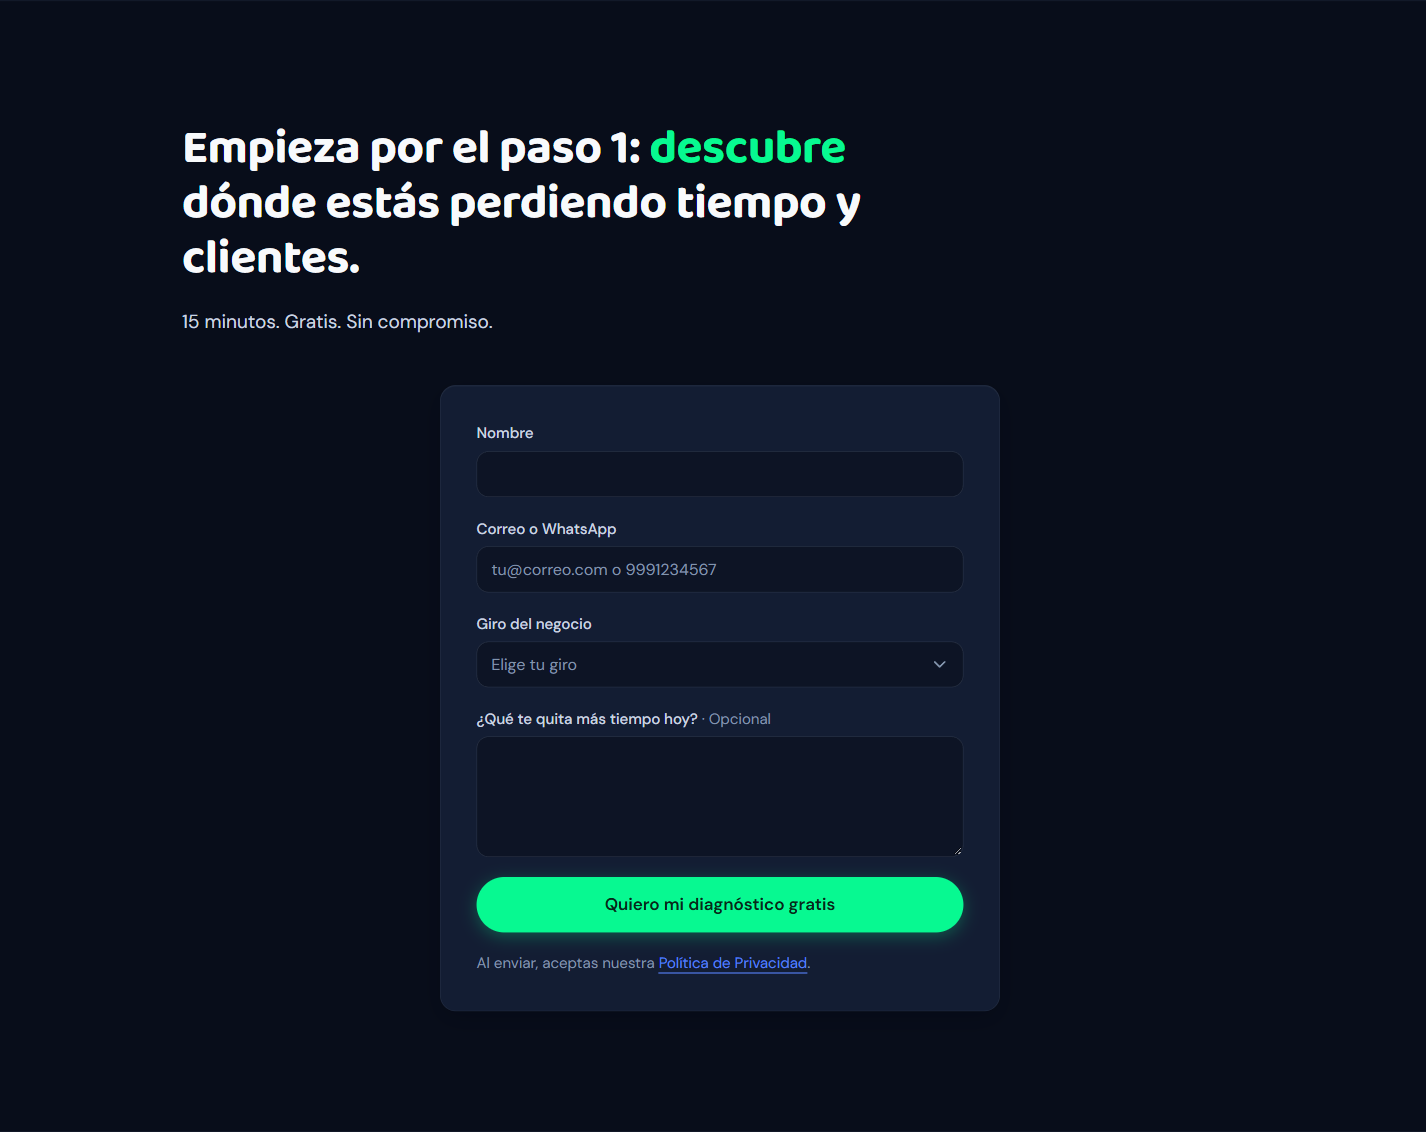 Empieza por el paso 1: descubre
dónde estás perdiendo tiempo y
clientes.
15 minutos. Gratis. Sin compromiso.
Nombre
Correo o WhatsApp
tu@correo.com o 9991234567
Giro del negocio
Elige tu giro
¿Qué te quita más tiempo hoy? · Opcional
Quiero mi diagnóstico gratis
Al enviar, aceptas nuestra Política de Privacidad.